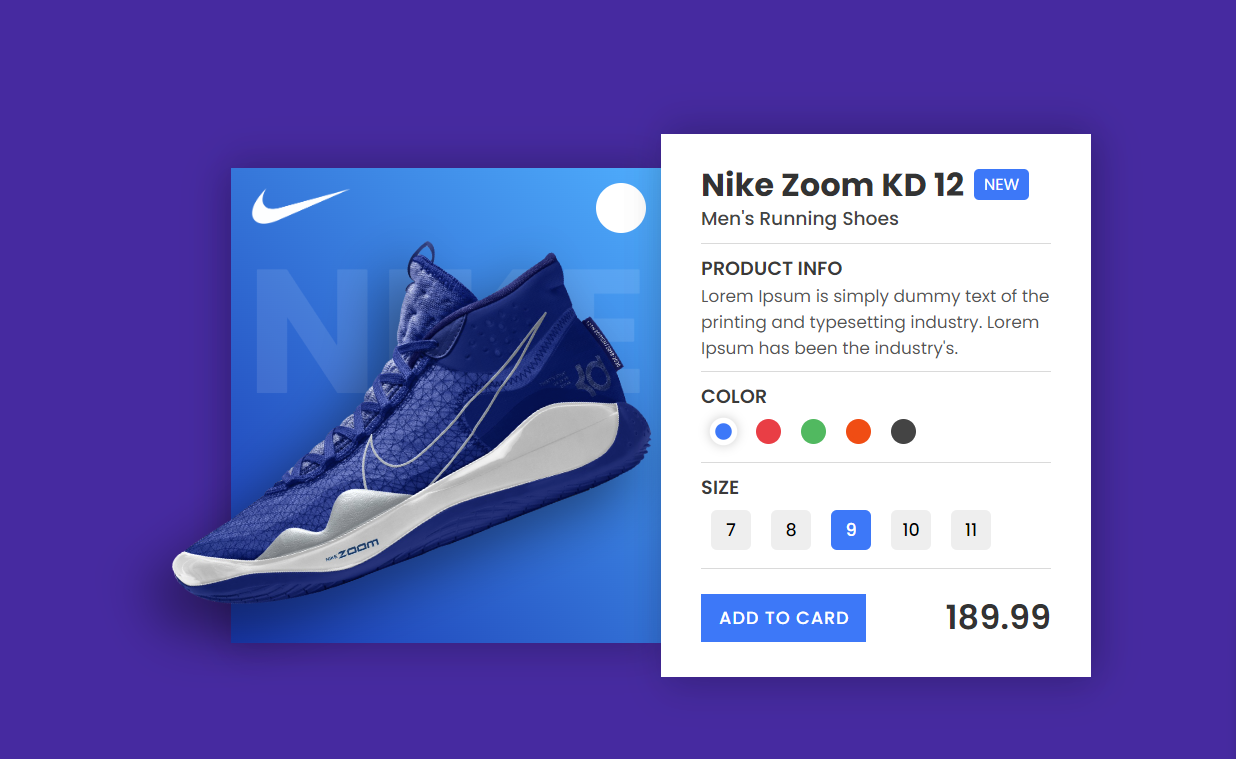 NIKE
NIKE ZOOM
Nike Zoom KD 12 NEW
Men's Running Shoes
PRODUCT INFO
Lorem Ipsum is simply dummy text of the
printing and typesetting industry. Lorem
Ipsum has been the industry's.
COLOR
SIZE
7 8 9 10 11
ADD TO CARD 189.99